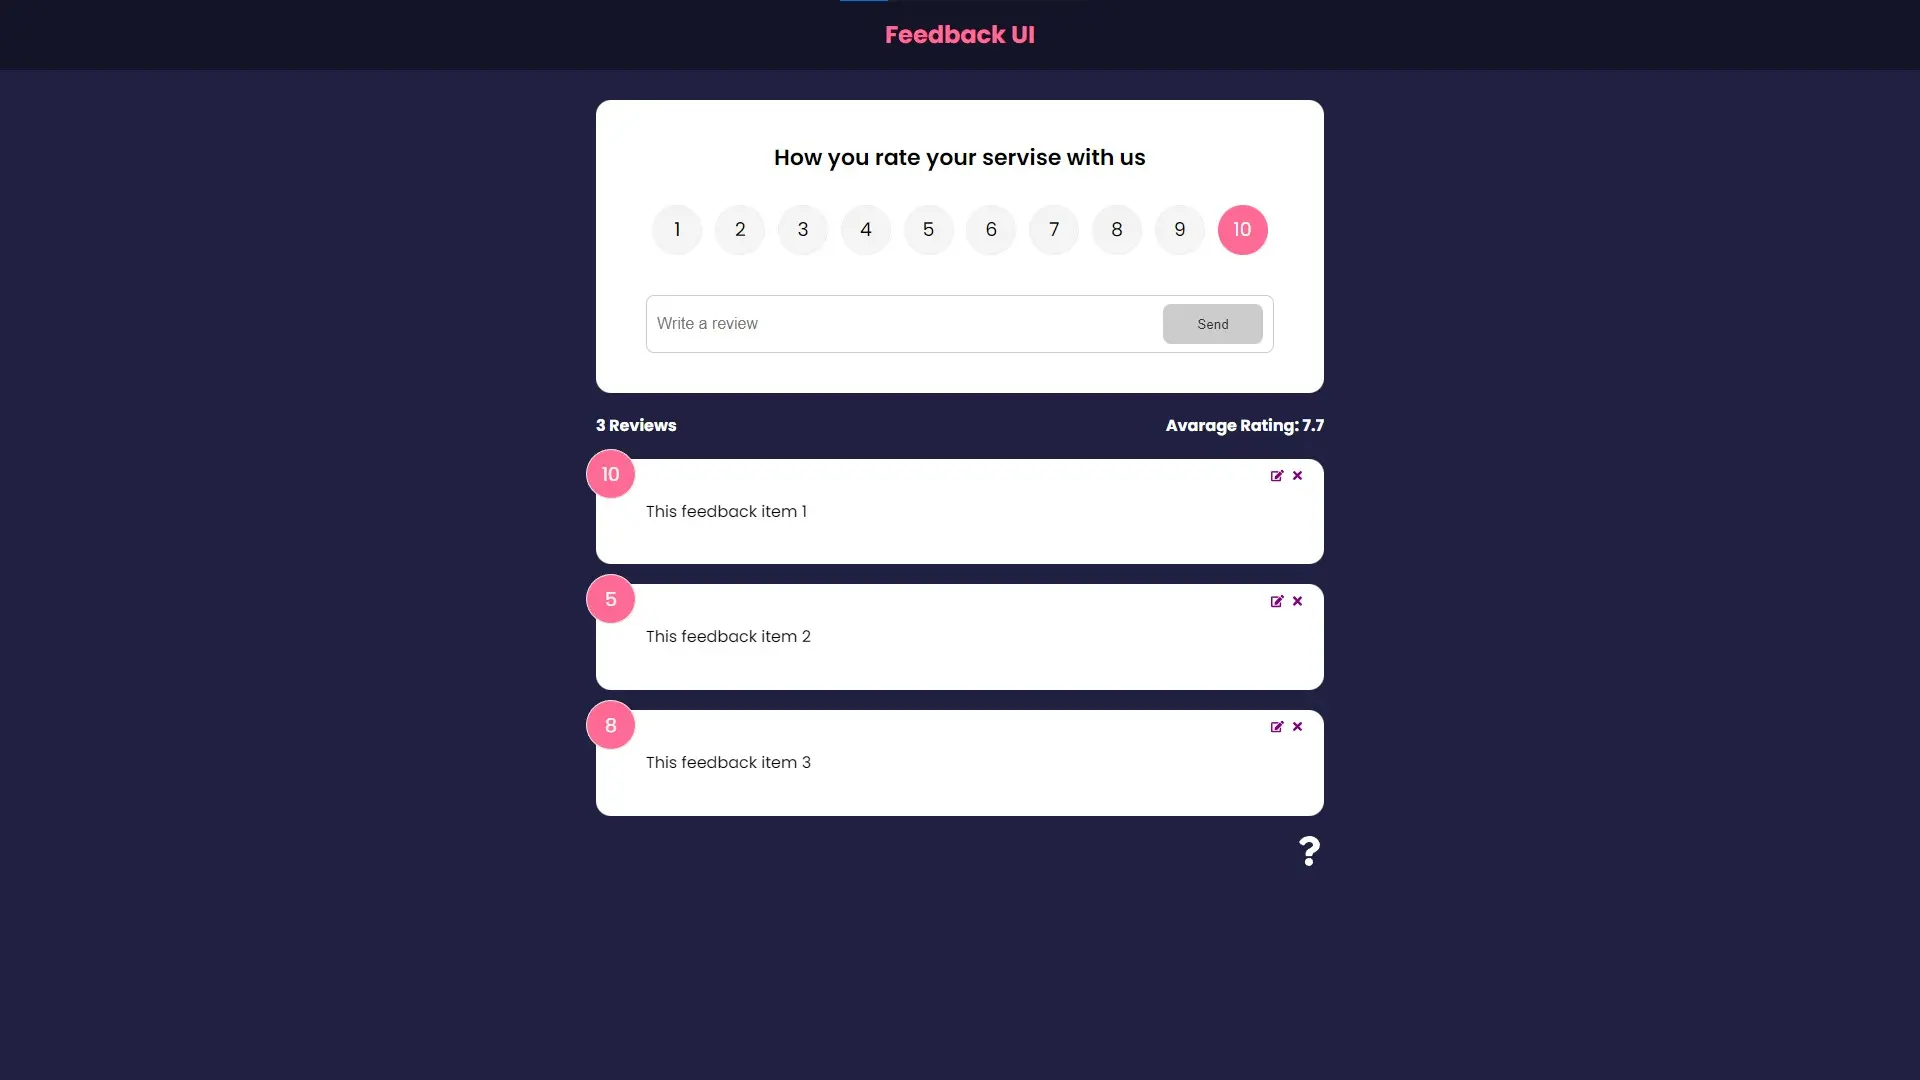 Feedback UI
How you rate your servise with us
1 2 3 4 5 6 7 8 9 10
Write a review
Send
3 Reviews
Avarage Rating: 7.7
10
This feedback item 1
5
This feedback item 2
8
This feedback item 3
?